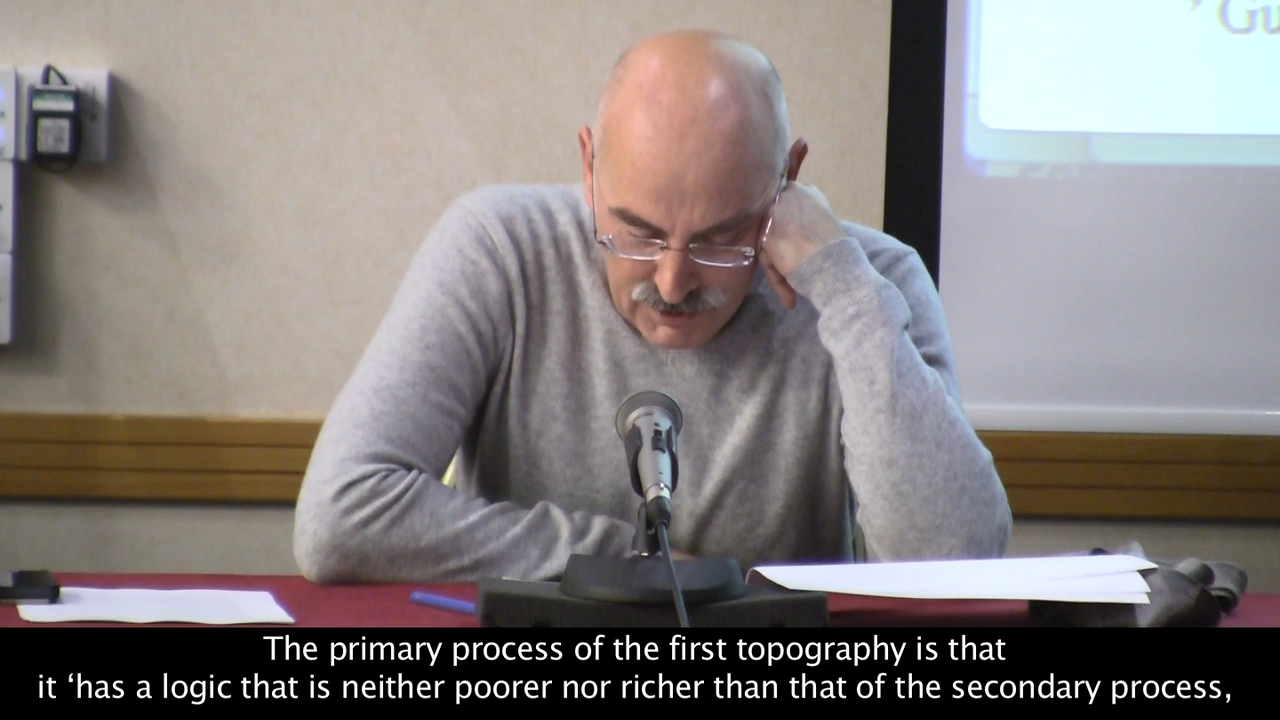 The primary process of the first topography is that
it ‘has a logic that is neither poorer nor richer than that of the secondary process,